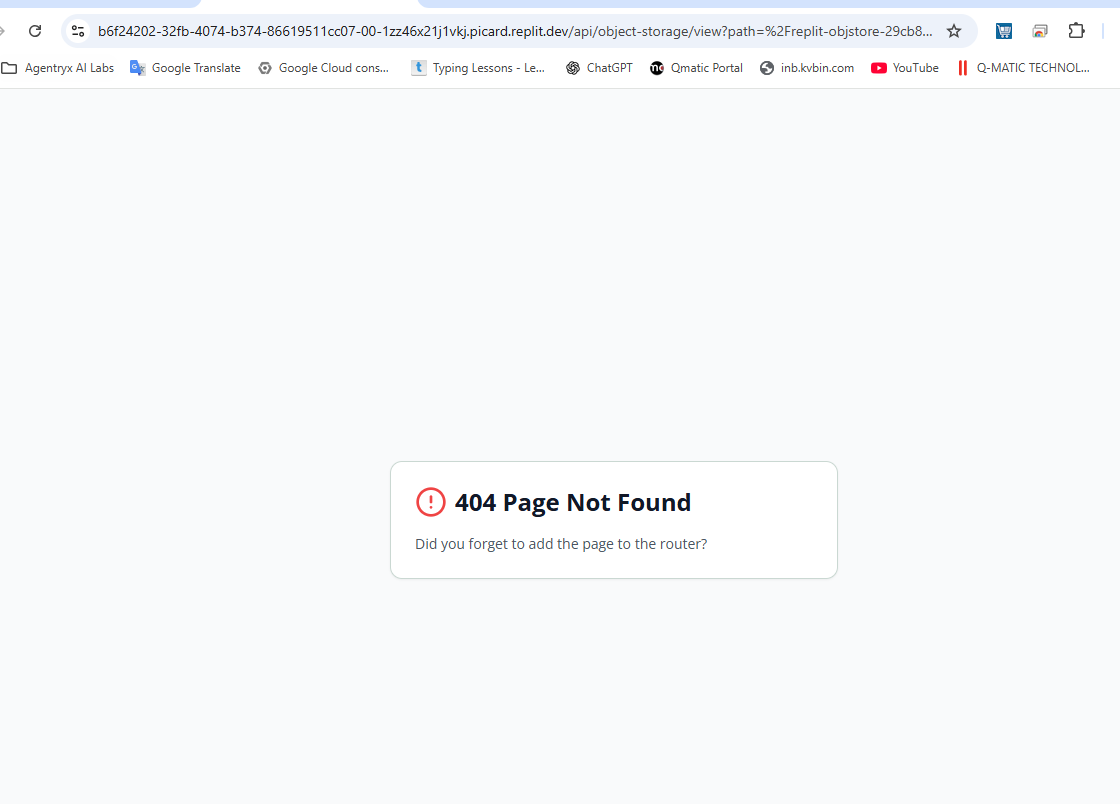 b6f24202-32fb-4074-b374-86619511cc07-00-1zz46x21j1vkj.picard.replit.dev/api/object-storage/view?path=%2Freplit-objstore-29cb8...
Agentryx AI Labs Google Translate Google Cloud cons... t Typing Lessons - Le... ChatGPT Qmatic Portal inb.kvbin.com YouTube Q-MATIC TECHNOL...
404 Page Not Found
Did you forget to add the page to the router?